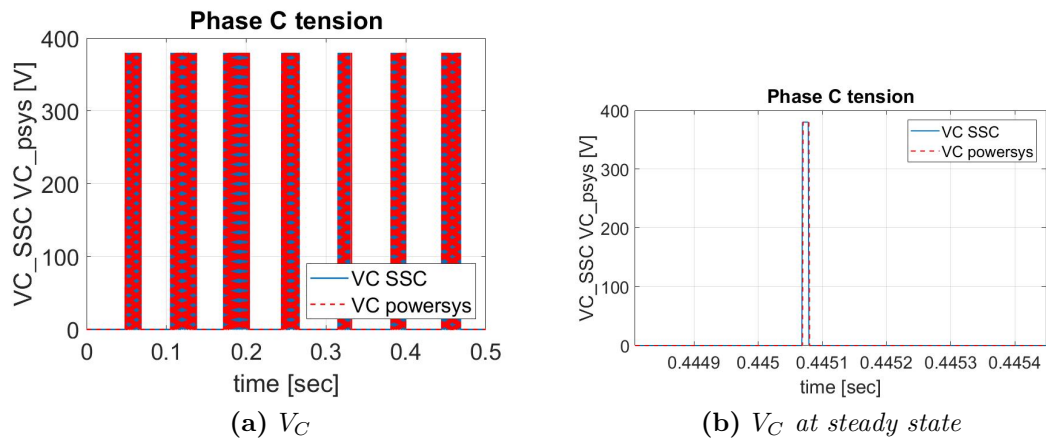 Phase C tension
400
300
200
100
0
VC_SSC VC_psys [V]
VC SSC
VC powersys
0 0.1 0.2 0.3 0.4 0.5
time [sec]
(a) V_C
Phase C tension
400
300
200
100
0
VC_SSC VC_psys [V]
VC SSC
VC powersys
0.4449 0.445 0.4451 0.4452 0.4453 0.4454
time [sec]
(b) V_C at steady state